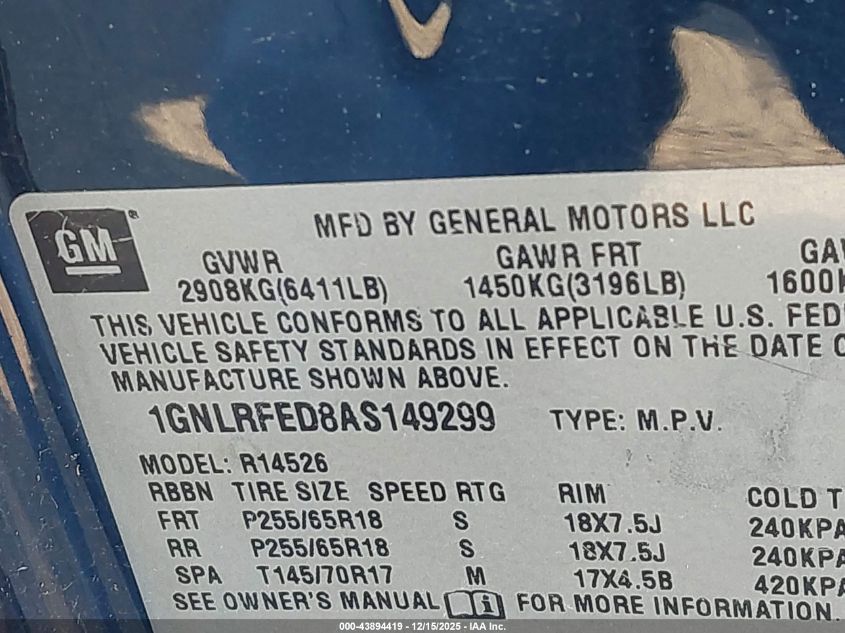 GM®
MFD BY GENERAL MOTORS LLC
GVWR GAWR FRT
2908KG(6411LB) 1450KG(3196LB) 1600
THIS VEHICLE CONFORMS TO ALL APPLICABLE U.S.
VEHICLE SAFETY STANDARDS IN EFFECT ON THE DATE
MANUFACTURE SHOWN ABOVE.
1GNLRFED8AS149299 TYPE: M.P.V.
MODEL: R14526
RBBN TIRE SIZE SPEED RTG RIM COLD
FRT P255/65R18 S 18X7.5J 240KPA
RR P255/65R18 S 18X7.5J 240KPA
SPA T145/70R17 M 17X4.5B 420KPA
SEE OWNER'S MANUAL FOR MORE INFORMATION.
000-43894419 - 12/15/2025 - IAA Inc.